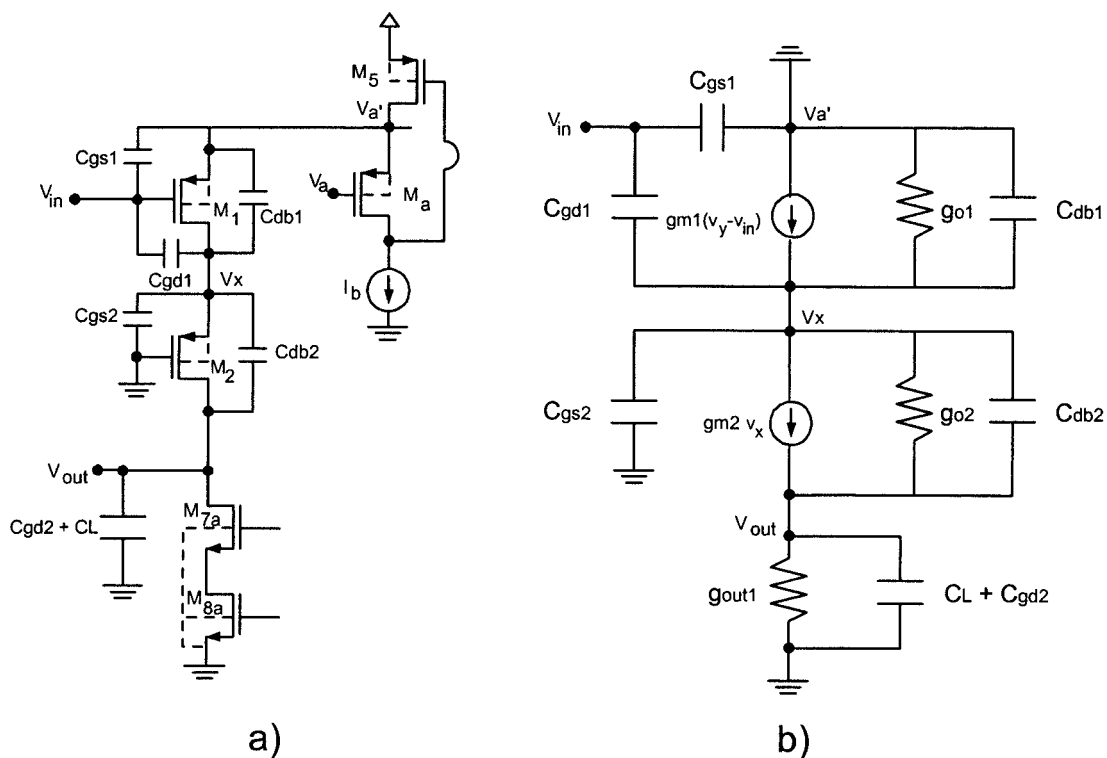 M5
Va'
Cgs1
Vin
M1
Cdb1
Va
Ma
Cgd1
Vx
Ib
Cgs2
M2
Cdb2
Vout
Cgd2 + CL
M7a
M8a
a)
Cgs1
Vin
Va'
Cgd1
gm1(vy-vin)
go1
Cdb1
Vx
Cgs2
gm2 vx
go2
Cdb2
Vout
gout1
CL + Cgd2
b)